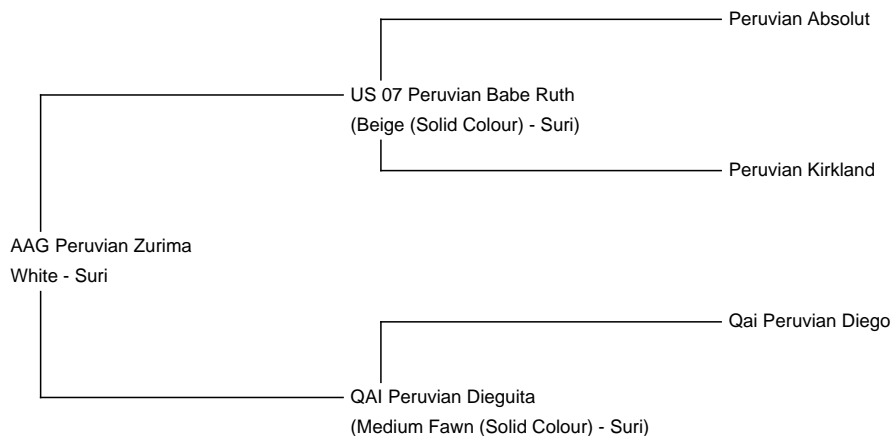 Peruvian Absolut
US 07 Peruvian Babe Ruth
(Beige (Solid Colour) - Suri)
Peruvian Kirkland
AAG Peruvian Zurima
White - Suri
Qai Peruvian Diego
QAI Peruvian Dieguita
(Medium Fawn (Solid Colour) - Suri)